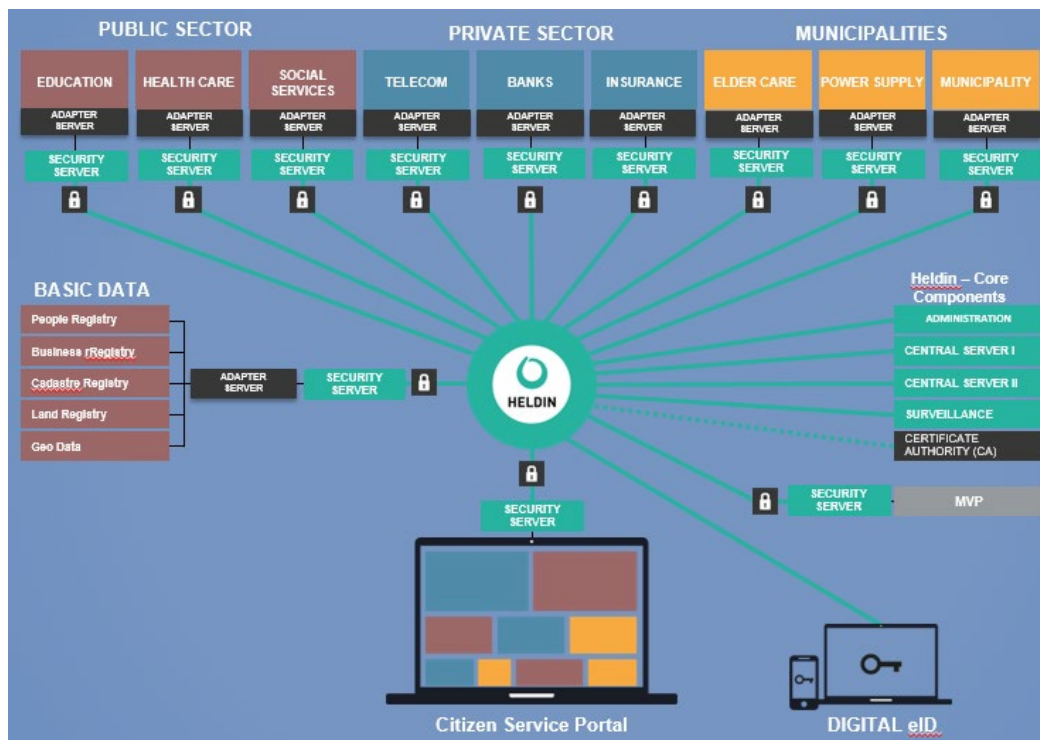 PUBLIC SECTOR
PRIVATE SECTOR
MUNICIPALITIES
EDUCATION
HEALTH CARE
SOCIAL
SERVICES
TELECOM
BANKS
INSURANCE
ELDER CARE
POWER SUPPLY
MUNICIPALITY
ADAPTER
SERVER
ADAPTER
SERVER
ADAPTER
SERVER
ADAPTER
SERVER
ADAPTER
SERVER
ADAPTER
SERVER
ADAPTER
SERVER
ADAPTER
SERVER
ADAPTER
SERVER
SECURITY
SERVER
SECURITY
SERVER
SECURITY
SERVER
SECURITY
SERVER
SECURITY
SERVER
SECURITY
SERVER
SECURITY
SERVER
SECURITY
SERVER
SECURITY
SERVER
BASIC DATA
People Registry
Business rRegistry
Cadastre Registry
Land Registry
Geo Data
ADAPTER
SERVER
SECURITY
SERVER
HELDIN
Heldin – Core
Components
ADMINISTRATION
CENTRAL SERVER I
CENTRAL SERVER II
SURVEILLANCE
CERTIFICATE
AUTHORITY (CA)
SECURITY
SERVER
MVP
SECURITY
SERVER
Citizen Service Portal
DIGITAL eID